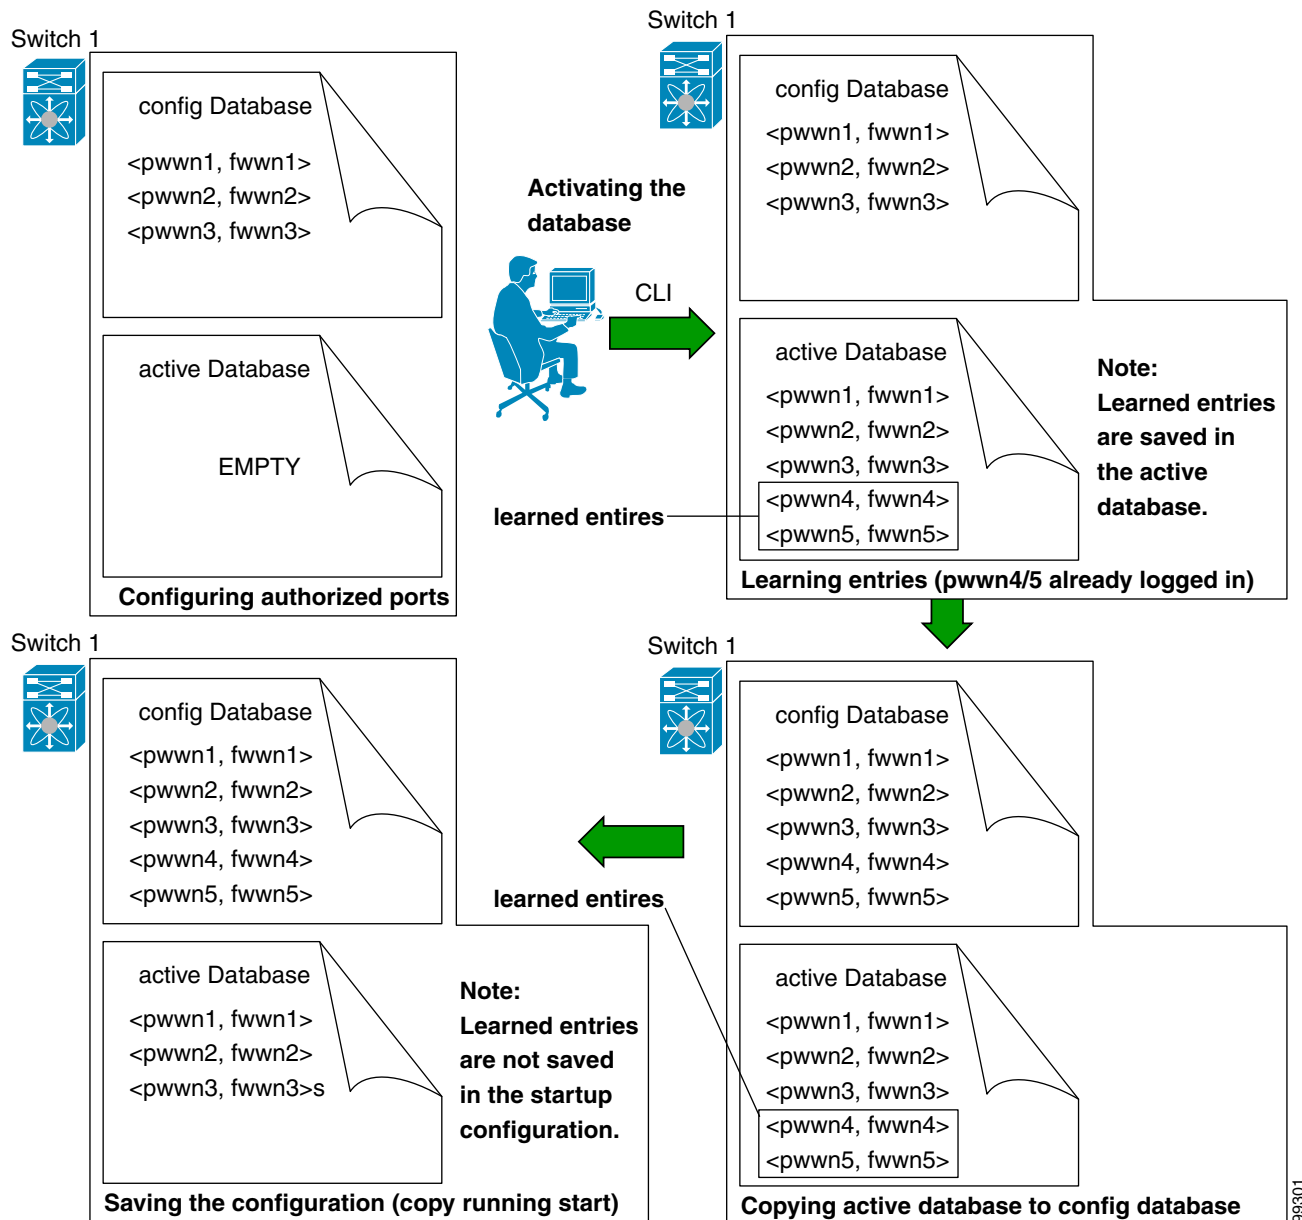 Switch 1
config Database
<pwwn1, fwwn1>
<pwwn2, fwwn2>
<pwwn3, fwwn3>
active Database
EMPTY
Configuring authorized ports
Activating the
database
CLI
Switch 1
config Database
<pwwn1, fwwn1>
<pwwn2, fwwn2>
<pwwn3, fwwn3>
active Database
<pwwn1, fwwn1>
<pwwn2, fwwn2>
<pwwn3, fwwn3>
<pwwn4, fwwn4>
<pwwn5, fwwn5>
learned entires
Note:
Learned entries
are saved in
the active
database.
Learning entries (pwwn4/5 already logged in)
Switch 1
config Database
<pwwn1, fwwn1>
<pwwn2, fwwn2>
<pwwn3, fwwn3>
<pwwn4, fwwn4>
<pwwn5, fwwn5>
active Database
<pwwn1, fwwn1>
<pwwn2, fwwn2>
<pwwn3, fwwn3>
<pwwn4, fwwn4>
<pwwn5, fwwn5>
learned entires
Copying active database to config database
Switch 1
config Database
<pwwn1, fwwn1>
<pwwn2, fwwn2>
<pwwn3, fwwn3>
<pwwn4, fwwn4>
<pwwn5, fwwn5>
active Database
<pwwn1, fwwn1>
<pwwn2, fwwn2>
<pwwn3, fwwn3>s
Note:
Learned entries
are not saved
in the startup
configuration.
Saving the configuration (copy running start)
99301